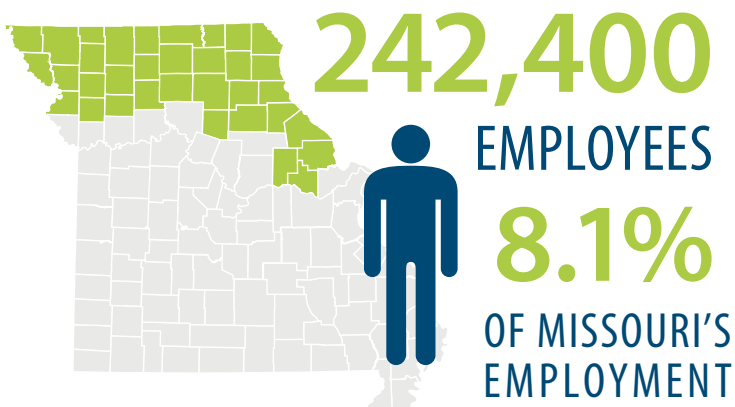 242,400
EMPLOYEES
8.1%
OF MISSOURI'S
EMPLOYMENT